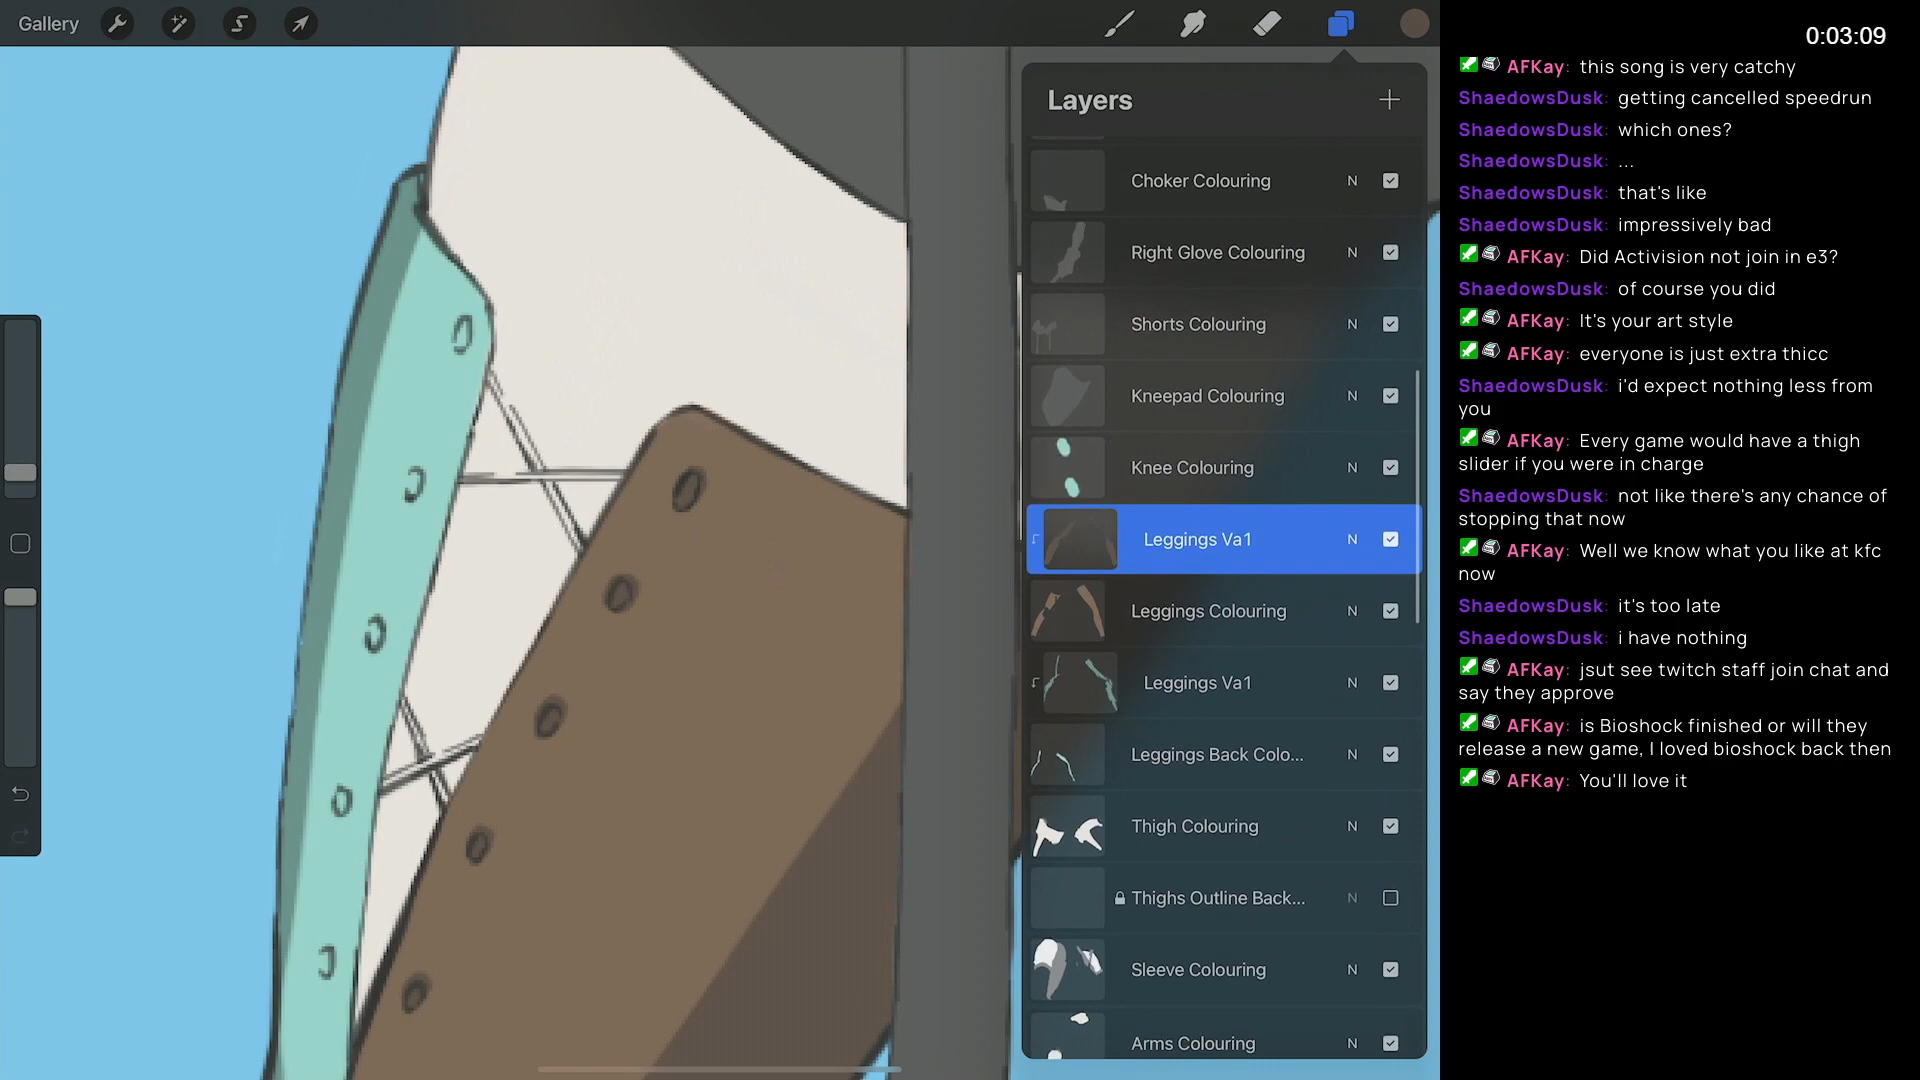 Gallery
0:03:09
Layers
Choker Colouring N
Right Glove Colouring N
Shorts Colouring N
Kneepad Colouring N
Knee Colouring N
Leggings Va1 N
Leggings Colouring N
Leggings Va1 N
Leggings Back Colo... N
Thigh Colouring N
Thighs Outline Back... N
Sleeve Colouring N
Arms Colouring N
AFKay: this song is very catchy
ShaedowsDusk: getting cancelled speedrun
ShaedowsDusk: which ones?
ShaedowsDusk: ...
ShaedowsDusk: that's like
ShaedowsDusk: impressively bad
AFKay: Did Activision not join in e3?
ShaedowsDusk: of course you did
AFKay: It's your art style
AFKay: everyone is just extra thicc
ShaedowsDusk: i'd expect nothing less from
you
AFKay: Every game would have a thigh
slider if you were in charge
ShaedowsDusk: not like there's any chance of
stopping that now
AFKay: Well we know what you like at kfc
now
ShaedowsDusk: it's too late
ShaedowsDusk: i have nothing
AFKay: jsut see twitch staff join chat and
say they approve
AFKay: is Bioshock finished or will they
release a new game, I loved bioshock back then
AFKay: You'll love it